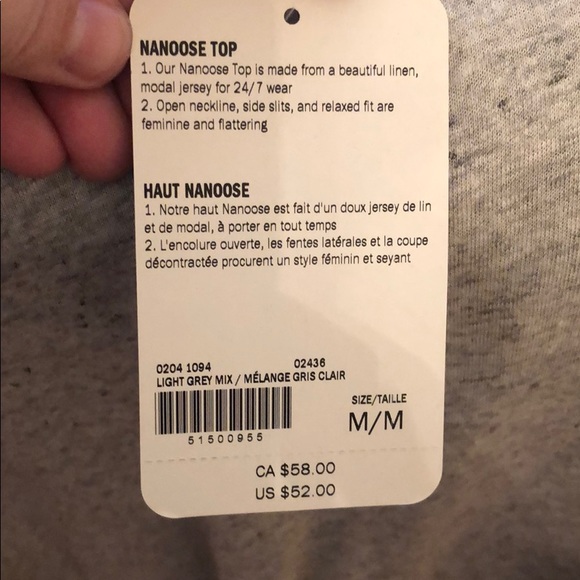 NANOOSE TOP
1. Our Nanoose Top is made from a beautiful linen,
modal jersey for 24/7 wear
2. Open neckline, side slits, and relaxed fit are
feminine and flattering
HAUT NANOOSE
1. Notre haut Nanoose est fait d'un doux jersey de lin
et de modal, à porter en tout temps
2. L'encolure ouverte, les fentes latérales et la coupe
décontractée procurent un style féminin et seyant
0204 1094 02436
LIGHT GREY MIX / MÉLANGE GRIS CLAIR
51500955
SIZE/TAILLE
M/M
CA $58.00
US $52.00